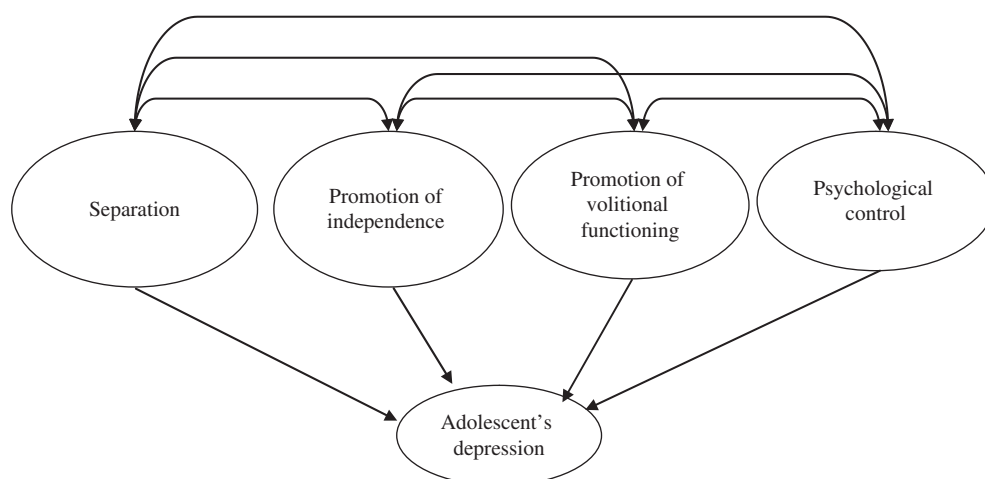 Separation
Promotion of
independence
Promotion of
volitional
functioning
Psychological
control
Adolescent's
depression